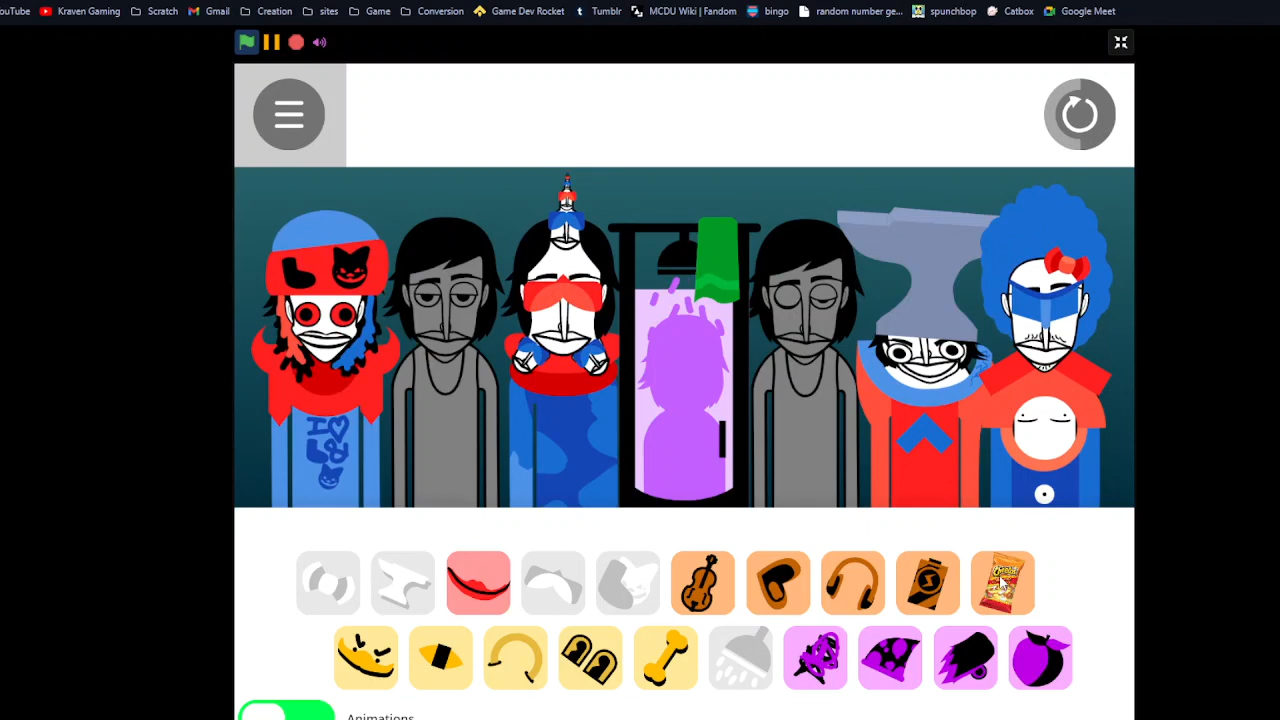 ouTube Kraven Gaming Scratch Gmail Creation sites Game Conversion Game Dev Rocket Tumblr MCDU Wiki | Fandom bingo random number ge... spunchbop Catbox Google Meet
Animations